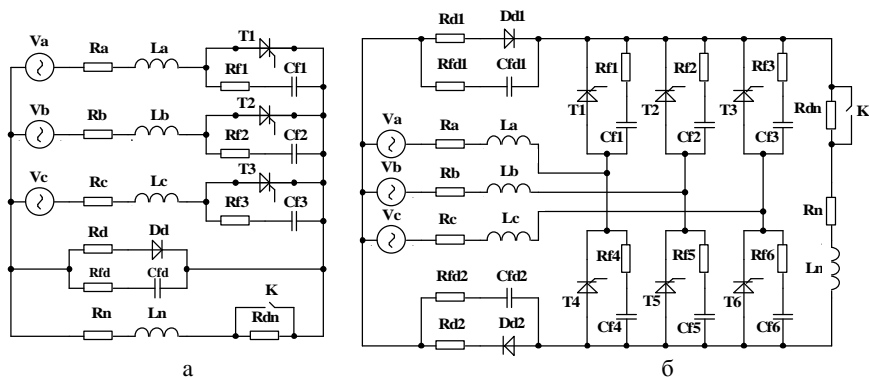 Va Ra La T1
Rf1 Cf1
Vb Rb Lb T2
Rf2 Cf2
Vc Rc Lc T3
Rf3 Cf3
Rd Dd
Rfd Cfd
Rn Ln K
Rdn
а
Rd1 Dd1
Rfd1 Cfd1
Rf1 Rf2 Rf3
T1 T2 T3
Cf1 Cf2 Cf3
Rdn K
Va Ra La
Vb Rb Lb
Vc Rc Lc
Rn
Ln
Rf4 Rf5 Rf6
T4 T5 T6
Cf4 Cf5 Cf6
Rfd2 Cfd2
Rd2 Dd2
б